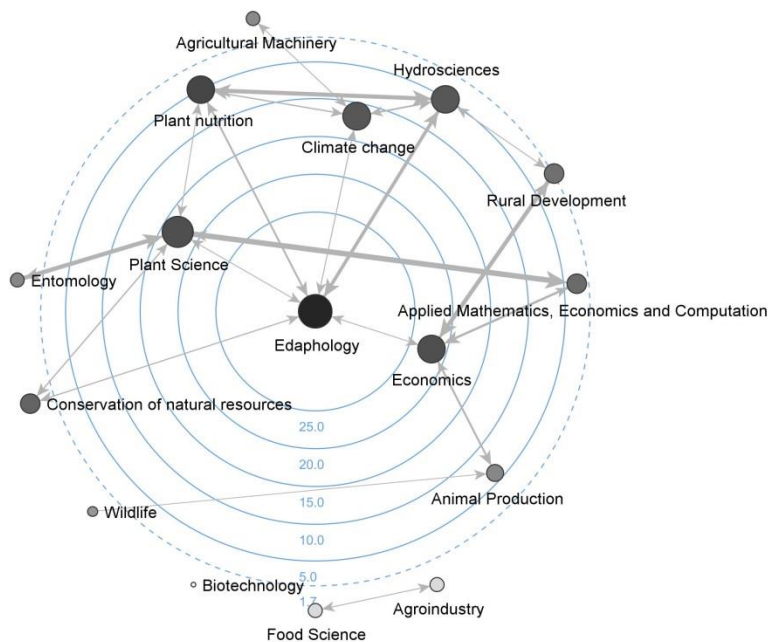 Agricultural Machinery
Hydrosciences
Plant nutrition
Climate change
Rural Development
Plant Science
Entomology
Applied Mathematics, Economics and Computation
Edaphology
Economics
Conservation of natural resources
25.0
20.0
15.0
Animal Production
Wildlife
10.0
5.0
Biotechnology
1.7
Agroindustry
Food Science